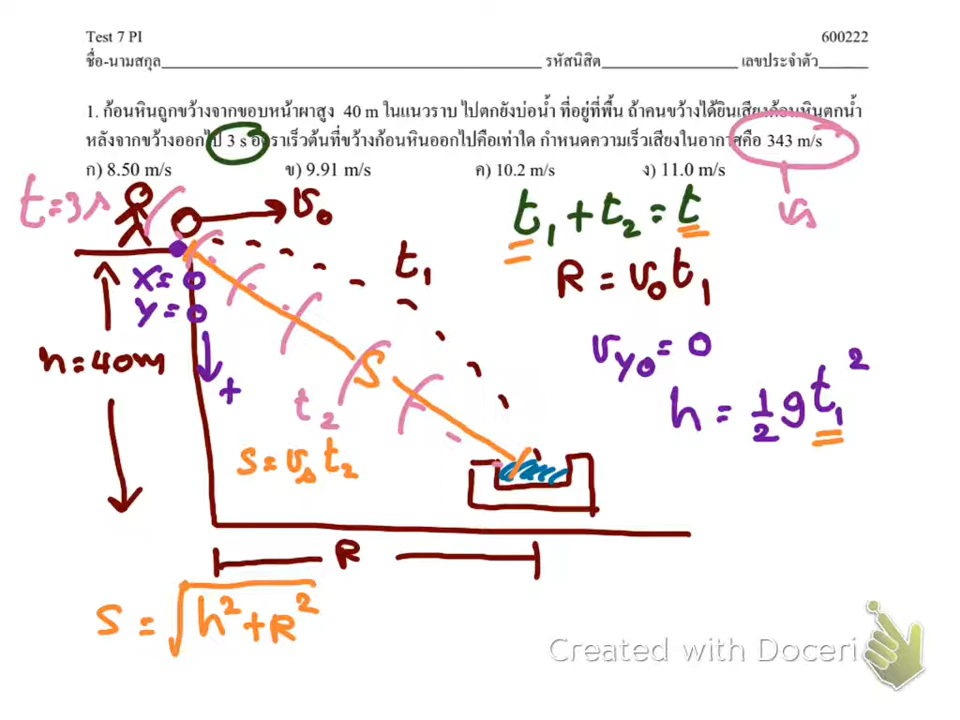 Test 7 PI 600222
ชื่อ-นามสกุล รหัสนิสิต เลขประจำตัว
1. ก้อนหินถูกขว้างจากขอบหน้าผาสูง 40 m ในแนวราบ ไปตกยังบ่อน้ำ ที่อยู่ที่พื้น ถ้าคนขว้างได้ยินเสียงก้อนหินตกน้ำ
หลังจากขว้างออกไป 3 s อัตราเร็วต้นที่ขว้างก้อนหินออกไปคือเท่าใด กำหนดความเร็วเสียงในอากาศคือ 343 m/s
ก) 8.50 m/s ข) 9.91 m/s ค) 10.2 m/s ง) 11.0 m/s
t=3s
v₀
t₁ + t₂ = t
vₛ
R = v₀t₁
X=0
Y=0
t₁
h=40m
+
S
t₂
s=vₛt₂
v_y0 = 0
h = ½gt₁²
R
s = √(h²+R²)
Created with Doceri